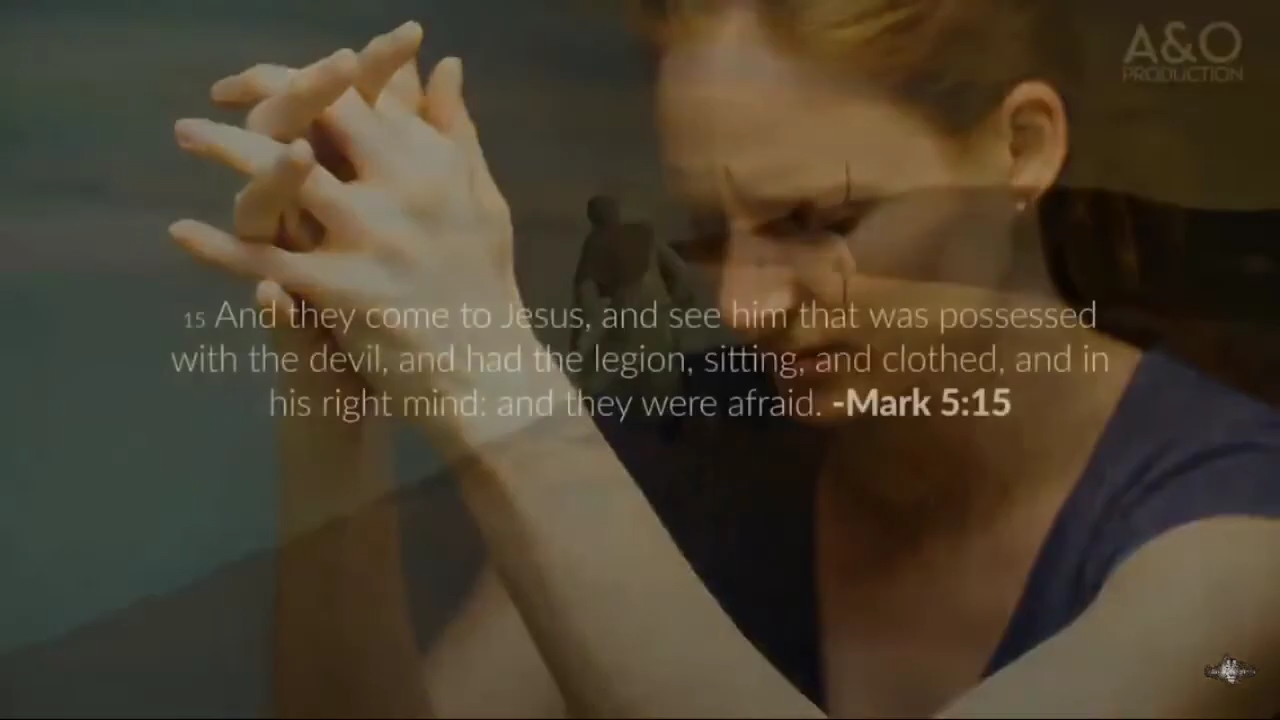 A&O
PRODUCTION
15 And they come to Jesus, and see him that was possessed
with the devil, and had the legion, sitting, and clothed, and in
his right mind: and they were afraid. -Mark 5:15